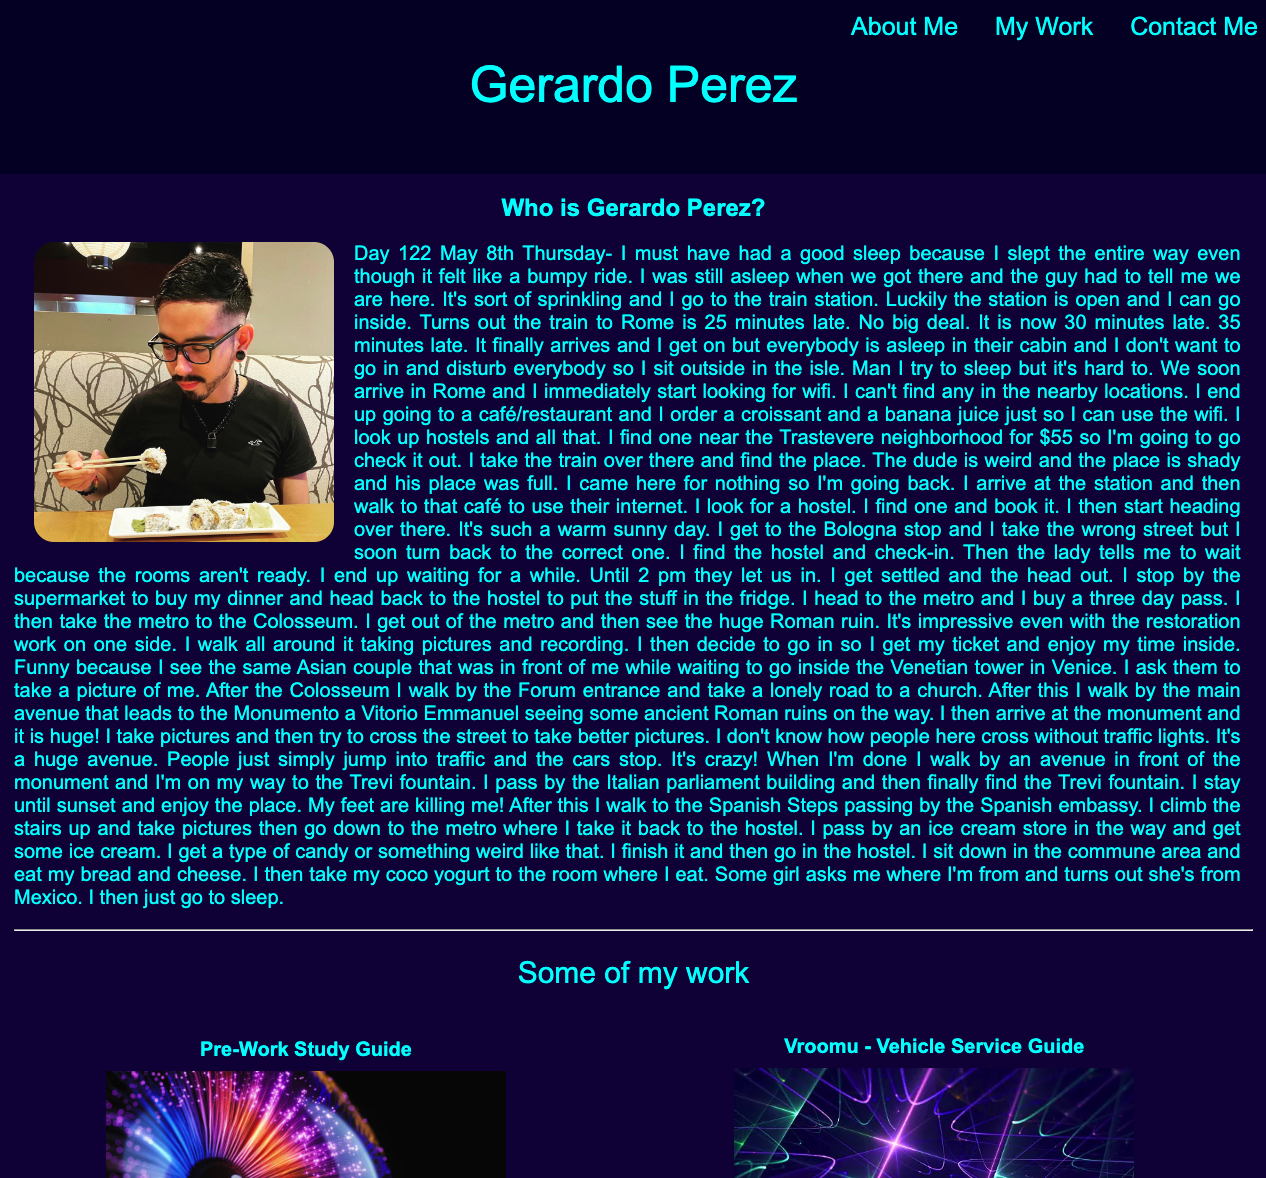 About Me My Work Contact Me
Gerardo Perez
Who is Gerardo Perez?
Day 122 May 8th Thursday- I must have had a good sleep because I slept the entire way even
though it felt like a bumpy ride. I was still asleep when we got there and the guy had to tell me we
are here. It's sort of sprinkling and I go to the train station. Luckily the station is open and I can go
inside. Turns out the train to Rome is 25 minutes late. No big deal. It is now 30 minutes late. 35
minutes late. It finally arrives and I get on but everybody is asleep in their cabin and I don't want to
go in and disturb everybody so I sit outside in the isle. Man I try to sleep but it's hard to. We soon
arrive in Rome and I immediately start looking for wifi. I can't find any in the nearby locations. I end
up going to a café/restaurant and I order a croissant and a banana juice just so I can use the wifi. I
look up hostels and all that. I find one near the Trastevere neighborhood for $55 so I'm going to go
check it out. I take the train over there and find the place. The dude is weird and the place is shady
and his place was full. I came here for nothing so I'm going back. I arrive at the station and then
walk to that café to use their internet. I look for a hostel. I find one and book it. I then start heading
over there. It's such a warm sunny day. I get to the Bologna stop and I take the wrong street but I
soon turn back to the correct one. I find the hostel and check-in. Then the lady tells me to wait
because the rooms aren't ready. I end up waiting for a while. Until 2 pm they let us in. I get settled and the head out. I stop by the
supermarket to buy my dinner and head back to the hostel to put the stuff in the fridge. I head to the metro and I buy a three day pass. I
then take the metro to the Colosseum. I get out of the metro and then see the huge Roman ruin. It's impressive even with the restoration
work on one side. I walk all around it taking pictures and recording. I then decide to go in so I get my ticket and enjoy my time inside.
Funny because I see the same Asian couple that was in front of me while waiting to go inside the Venetian tower in Venice. I ask them to
take a picture of me. After the Colosseum I walk by the Forum entrance and take a lonely road to a church. After this I walk by the main
avenue that leads to the Monumento a Vitorio Emmanuel seeing some ancient Roman ruins on the way. I then arrive at the monument and
it is huge! I take pictures and then try to cross the street to take better pictures. I don't know how people here cross without traffic lights. It's
a huge avenue. People just simply jump into traffic and the cars stop. It's crazy! When I'm done I walk by an avenue in front of the
monument and I'm on my way to the Trevi fountain. I pass by the Italian parliament building and then finally find the Trevi fountain. I stay
until sunset and enjoy the place. My feet are killing me! After this I walk to the Spanish Steps passing by the Spanish embassy. I climb the
stairs up and take pictures then go down to the metro where I take it back to the hostel. I pass by an ice cream store in the way and get
some ice cream. I get a type of candy or something weird like that. I finish it and then go in the hostel. I sit down in the commune area and
eat my bread and cheese. I then take my coco yogurt to the room where I eat. Some girl asks me where I'm from and turns out she's from
Mexico. I then just go to sleep.
Some of my work
Pre-Work Study Guide
Vroomu - Vehicle Service Guide